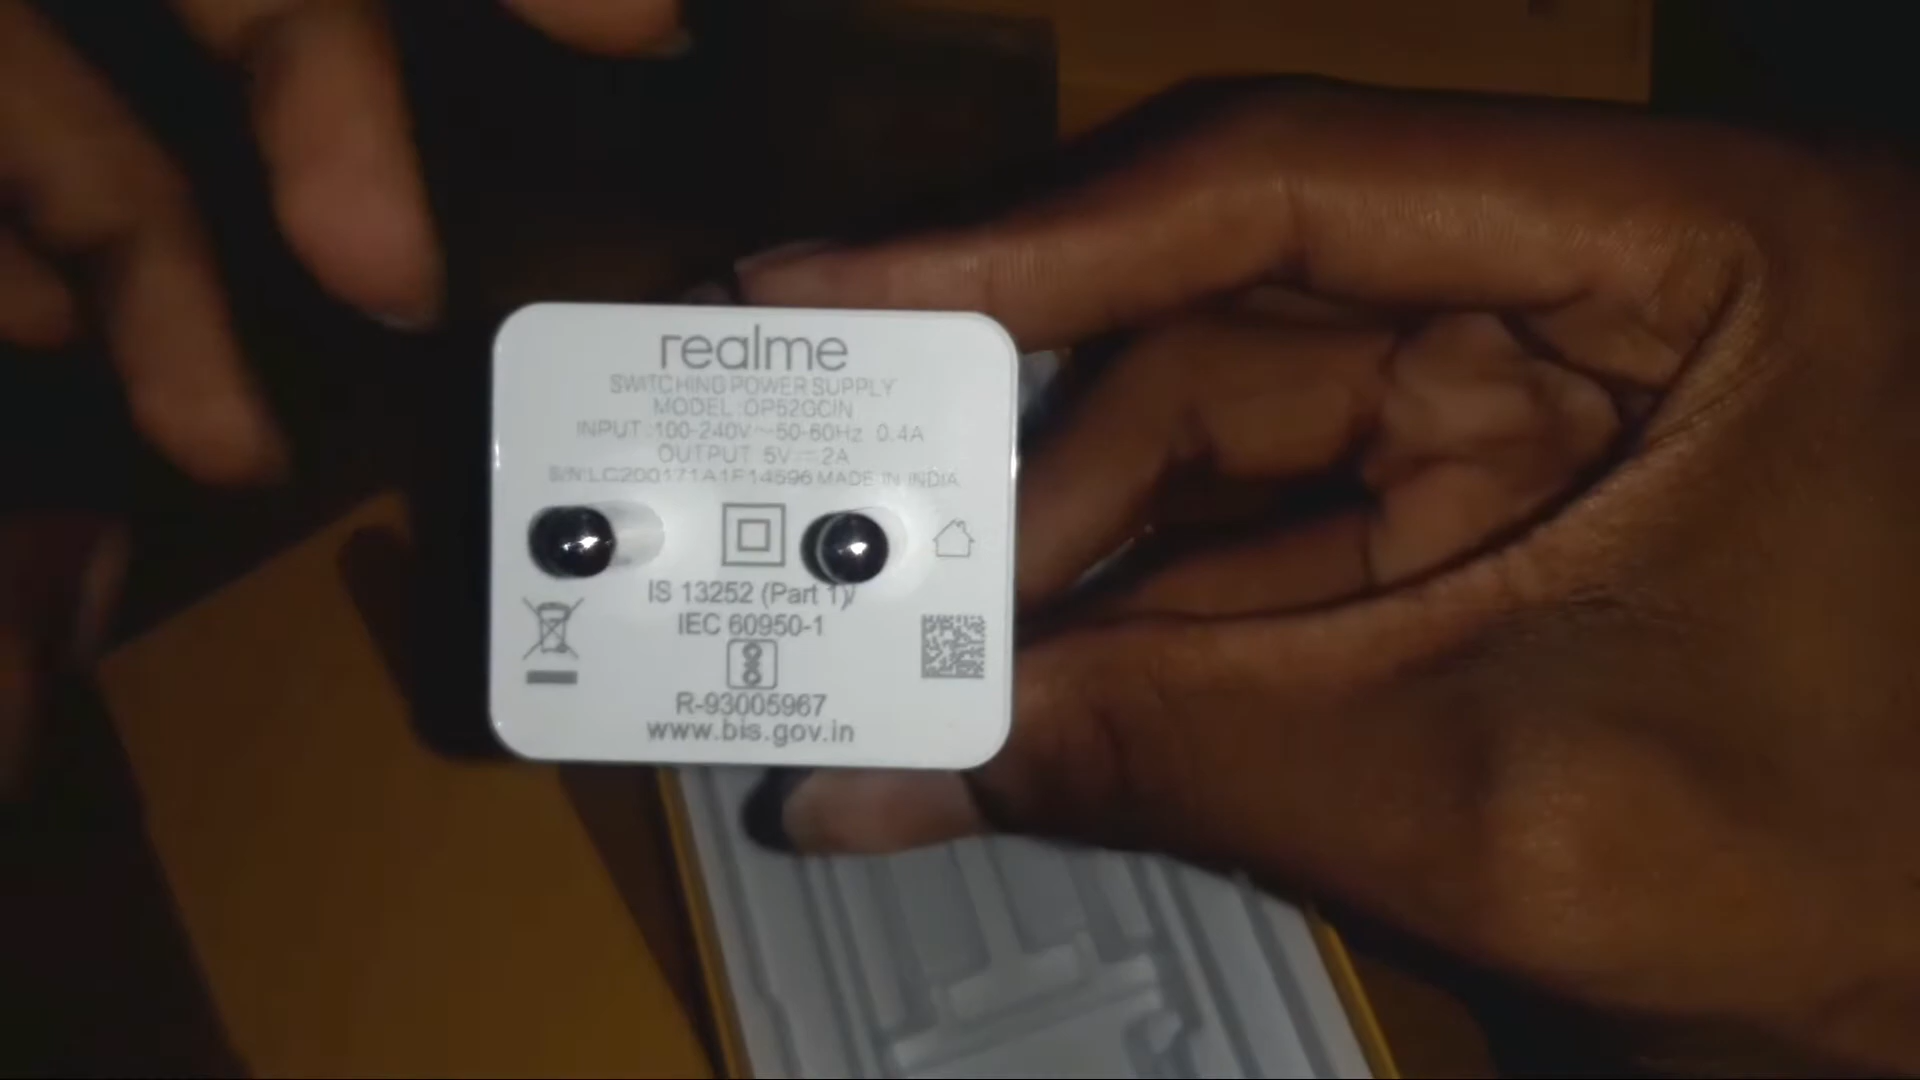 realme
SWITCHING POWER SUPPLY
MODEL:OP52GCIN
INPUT:100-240V~50-60Hz 0.4A
OUTPUT 5V⎓2A
S/N:LC200171A1F14596 MADE IN INDIA
IS 13252 (Part 1)/
IEC 60950-1
R-93005967
www.bis.gov.in